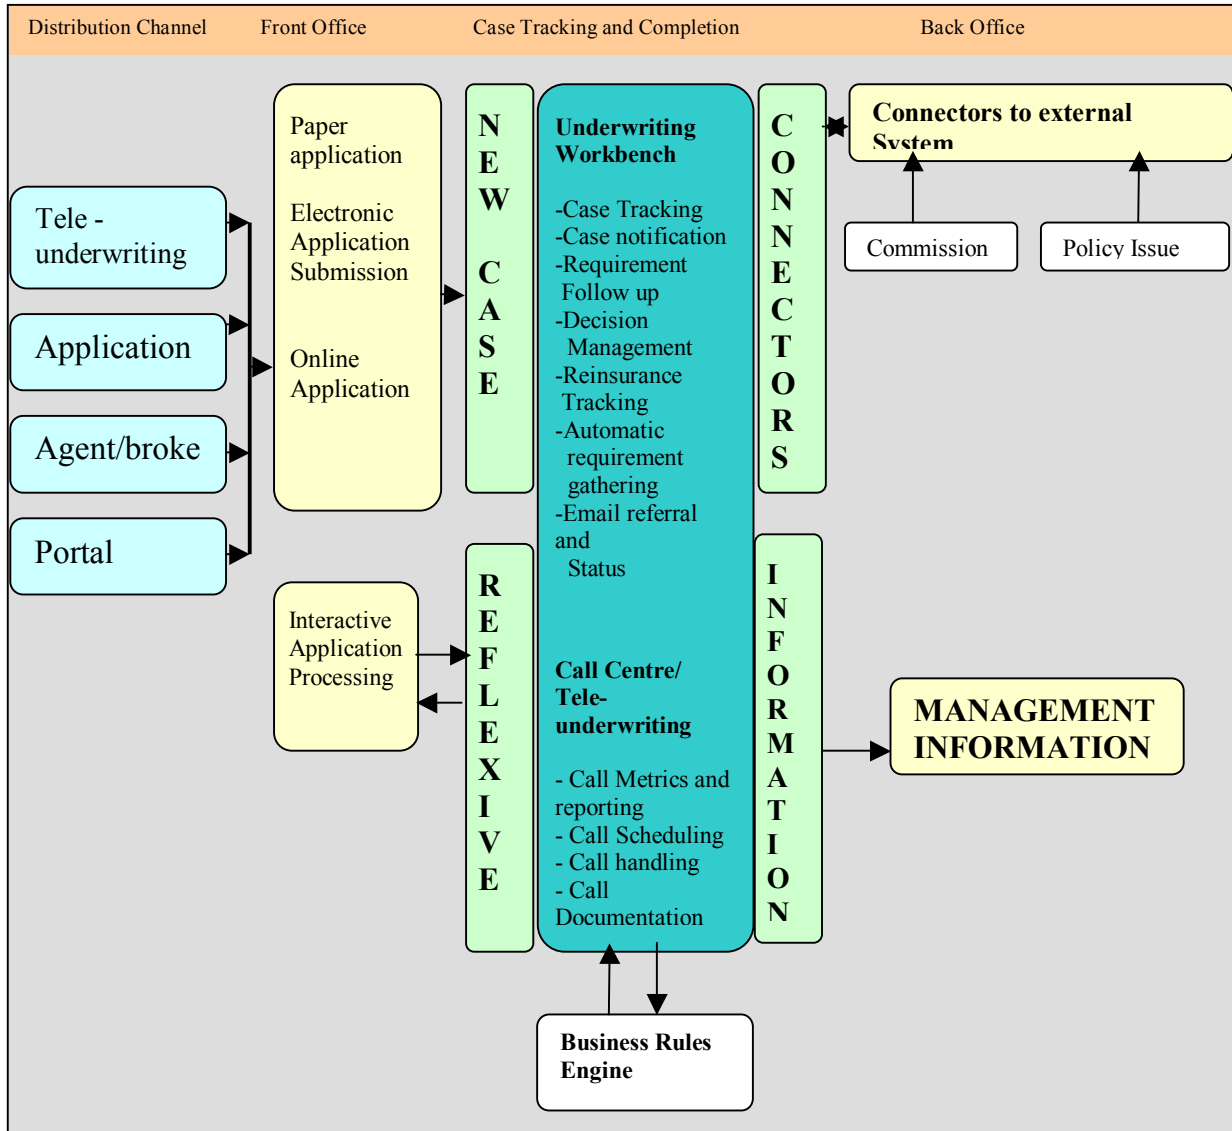 Distribution Channel
Front Office
Case Tracking and Completion
Back Office
Tele -
underwriting
Application
Agent/broke
Portal
Paper
application
Electronic
Application
Submission
Online
Application
Interactive
Application
Processing
N
E
W
C
A
S
E
R
E
F
L
E
X
I
V
E
Underwriting
Workbench
-Case Tracking
-Case notification
-Requirement
Follow up
-Decision
Management
-Reinsurance
Tracking
-Automatic
requirement
gathering
-Email referral
and
Status
Call Centre/
Tele-
underwriting
- Call Metrics and
reporting
- Call Scheduling
- Call handling
- Call
Documentation
C
O
N
N
E
C
T
O
R
S
I
N
F
O
R
M
A
T
I
O
N
Connectors to external
System
Commission
Policy Issue
MANAGEMENT
INFORMATION
Business Rules
Engine